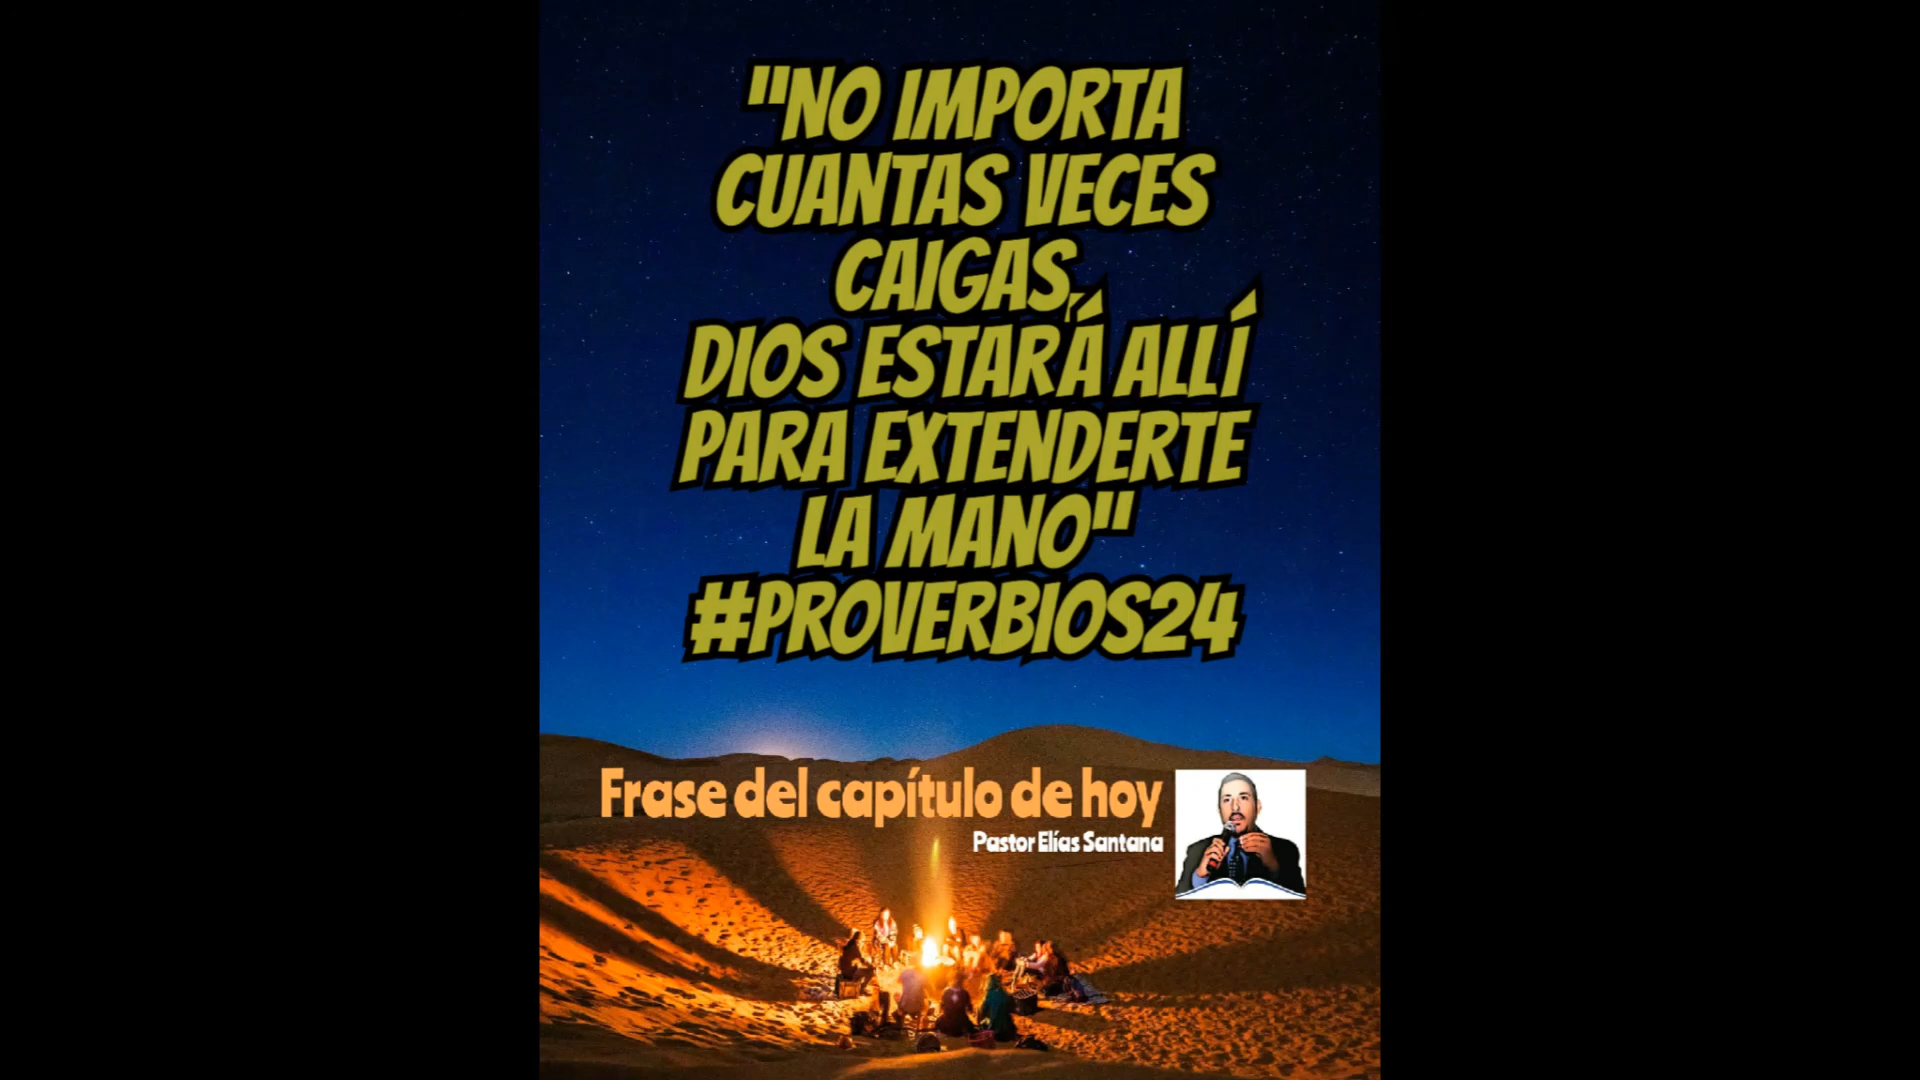 "NO IMPORTA
CUANTAS VECES
CAIGAS,
DIOS ESTARÁ ALLÍ
PARA EXTENDERTE
LA MANO"
#PROVERBIOS24
Frase del capítulo de hoy
Pastor Elías Santana